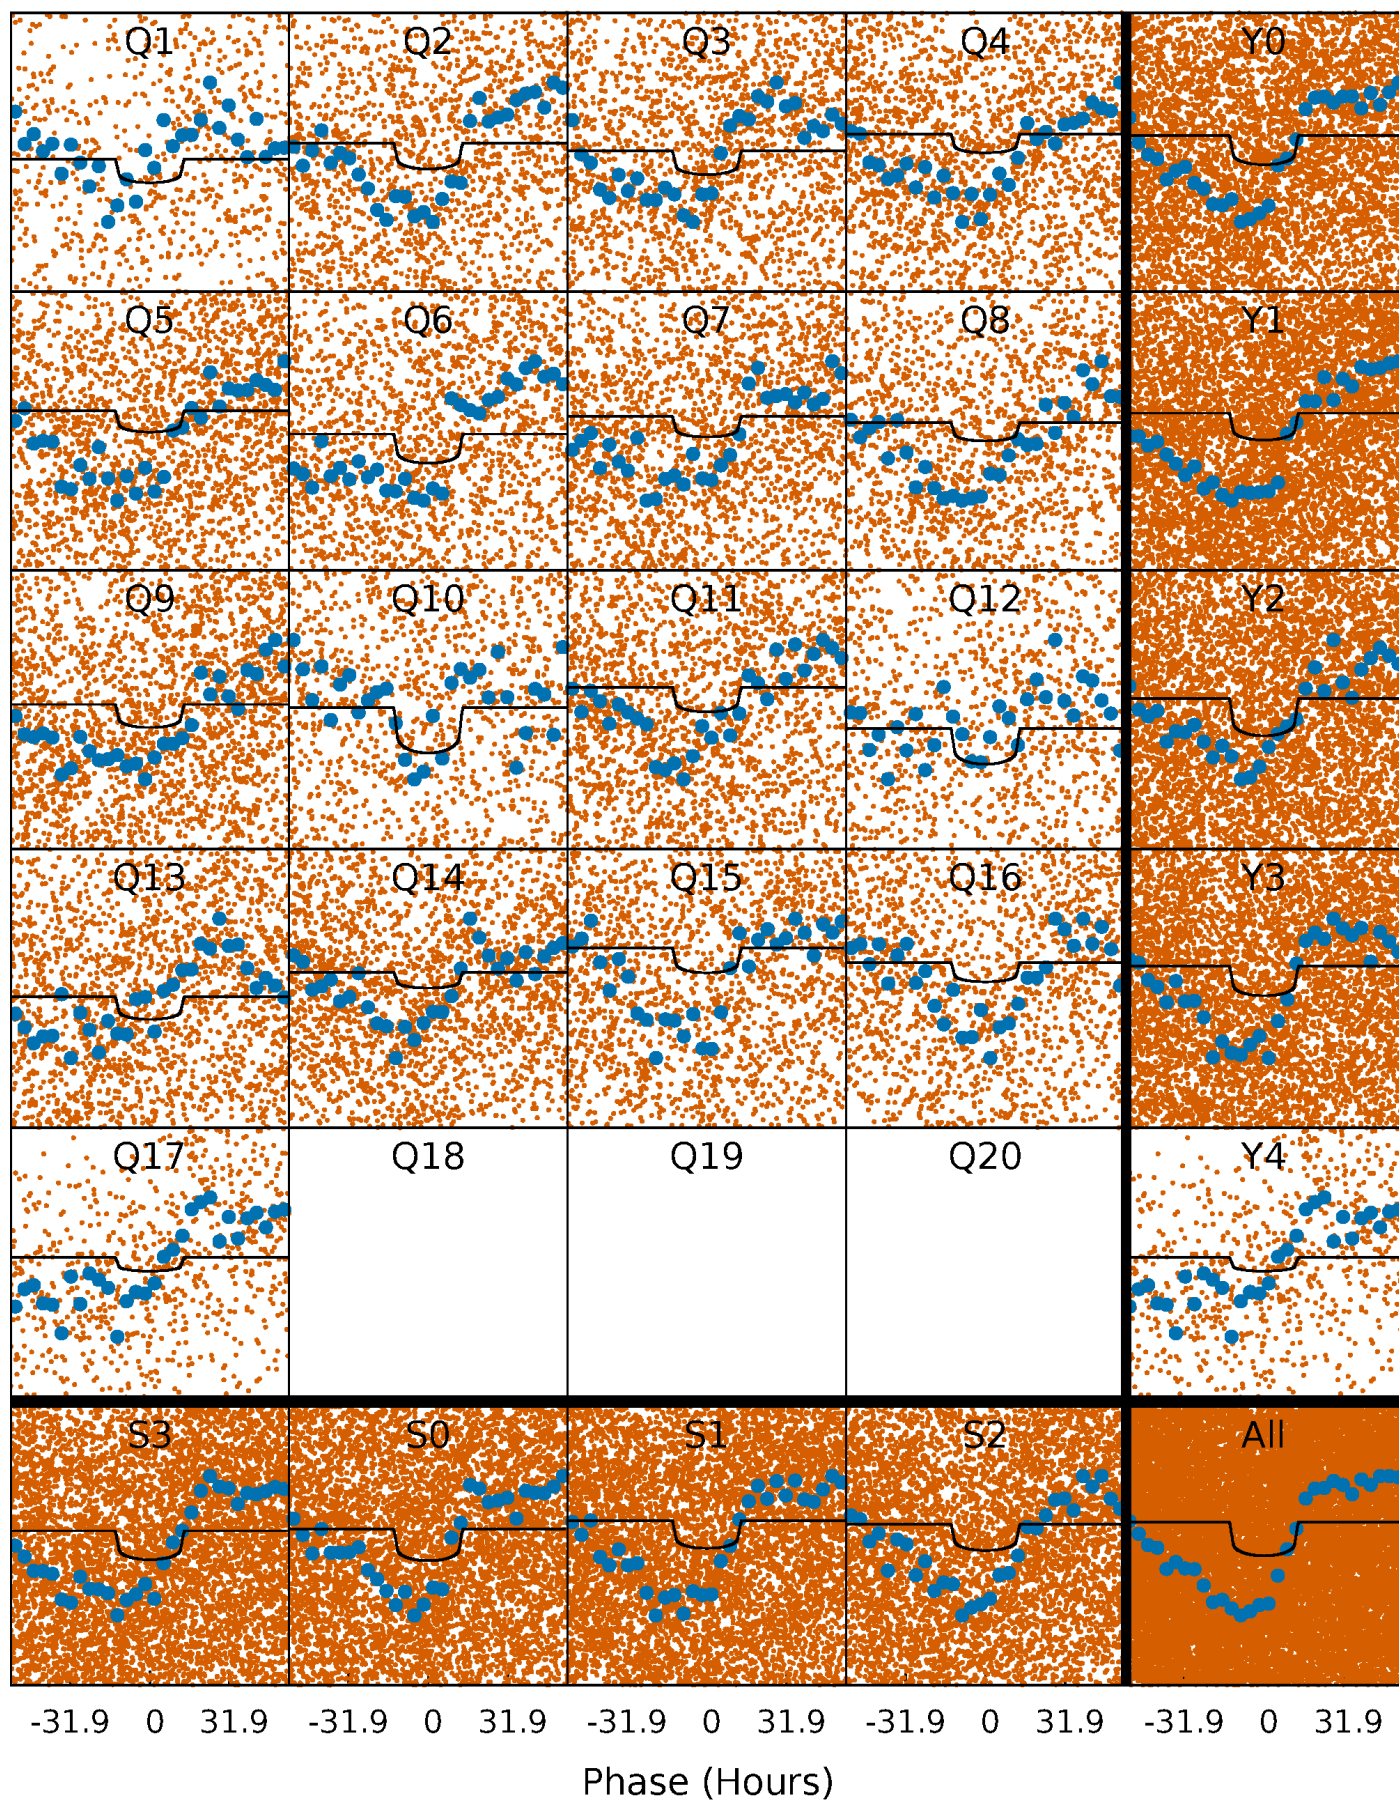 Q1 Q2 Q3 Q4 Y0
Q5 Q6 Q7 Q8 Y1
Q9 Q10 Q11 Q12 Y2
Q13 Q14 Q15 Q16 Y3
Q17 Q18 Q19 Q20 Y4
S3 S0 S1 S2 All
-31.9 0 31.9 -31.9 0 31.9 -31.9 0 31.9 -31.9 0 31.9 -31.9 0 31.9
Phase (Hours)